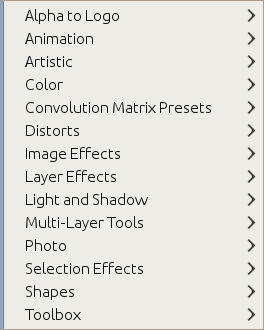 Alpha to Logo
Animation
Artistic
Color
Convolution Matrix Presets
Distorts
Image Effects
Layer Effects
Light and Shadow
Multi-Layer Tools
Photo
Selection Effects
Shapes
Toolbox